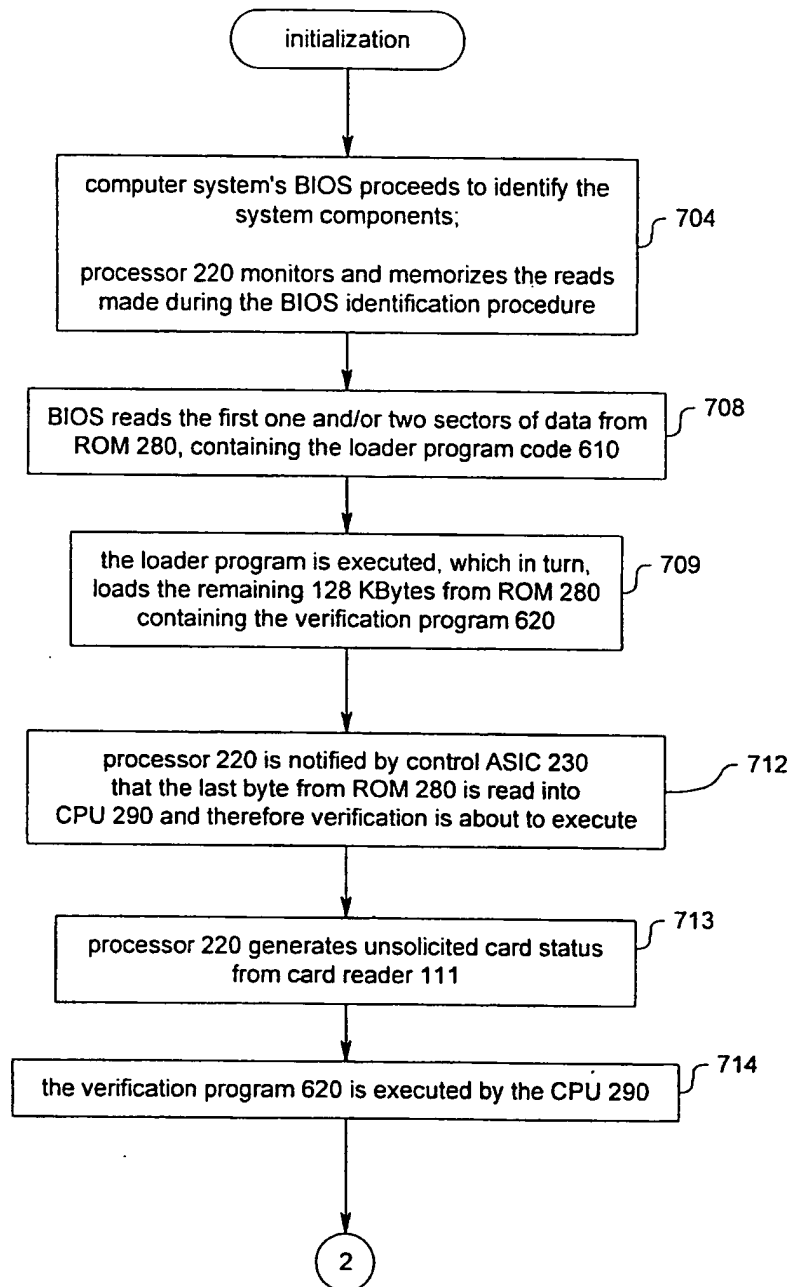 initialization
computer system's BIOS proceeds to identify the
system components;
processor 220 monitors and memorizes the reads
made during the BIOS identification procedure
704
BIOS reads the first one and/or two sectors of data from
ROM 280, containing the loader program code 610
708
the loader program is executed, which in turn,
loads the remaining 128 KBytes from ROM 280
containing the verification program 620
709
processor 220 is notified by control ASIC 230
that the last byte from ROM 280 is read into
CPU 290 and therefore verification is about to execute
712
processor 220 generates unsolicited card status
from card reader 111
713
the verification program 620 is executed by the CPU 290
714
2